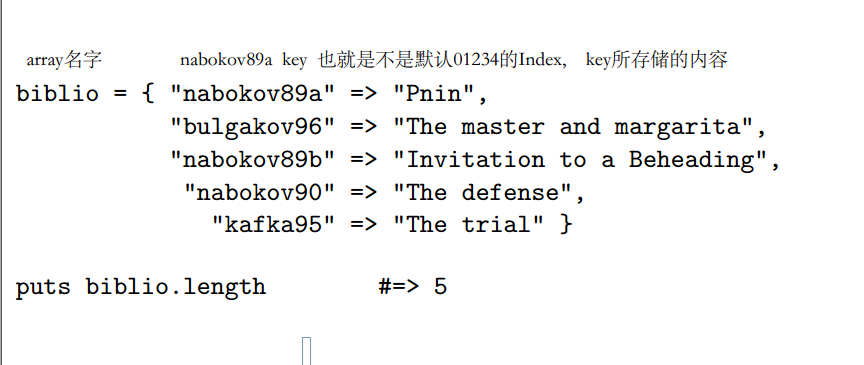 array名字 nabokov89a key 也就是不是默认01234的Index, key所存储的内容
biblio = { "nabokov89a" => "Pnin",
"bulgakov96" => "The master and margarita",
"nabokov89b" => "Invitation to a Beheading",
"nabokov90" => "The defense",
"kafka95" => "The trial" }
puts biblio.length #=> 5